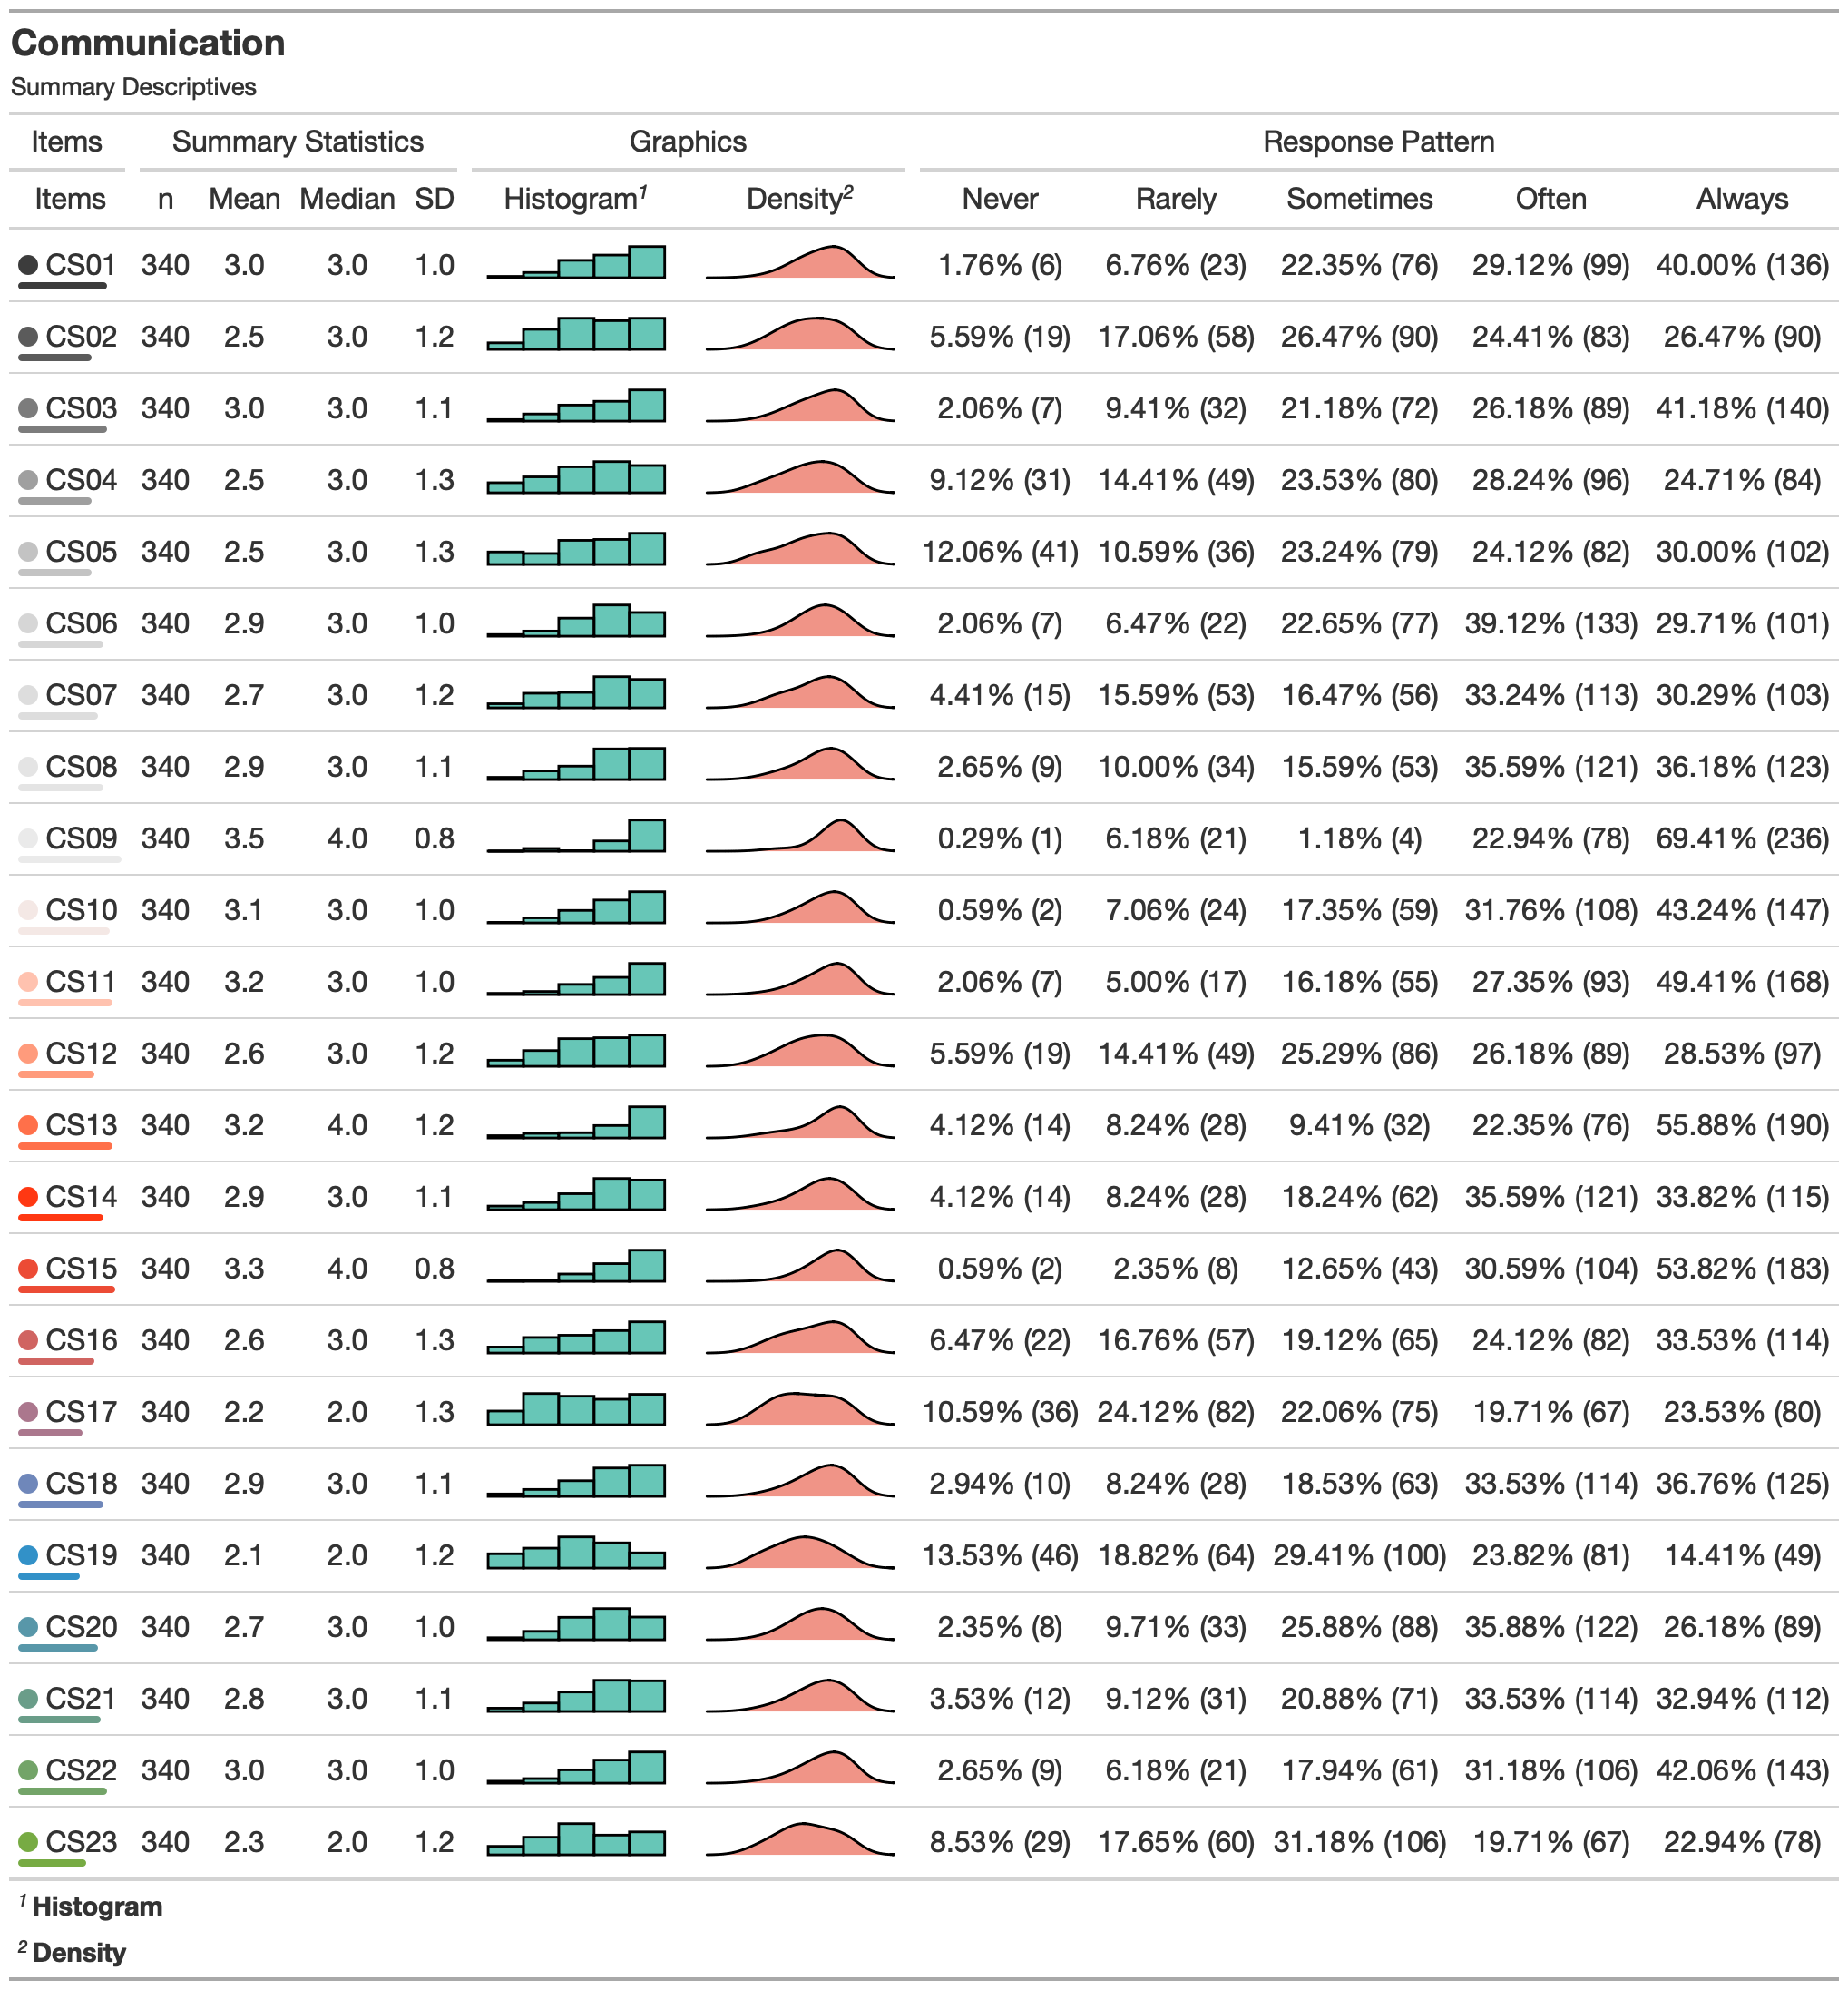 Communication
Summary Descriptives
Items Summary Statistics Graphics Response Pattern
Items n Mean Median SD Histogram1 Density2 Never Rarely Sometimes Often Always
CS01 340 3.0 3.0 1.0 1.76% (6) 6.76% (23) 22.35% (76) 29.12% (99) 40.00% (136)
CS02 340 2.5 3.0 1.2 5.59% (19) 17.06% (58) 26.47% (90) 24.41% (83) 26.47% (90)
CS03 340 3.0 3.0 1.1 2.06% (7) 9.41% (32) 21.18% (72) 26.18% (89) 41.18% (140)
CS04 340 2.5 3.0 1.3 9.12% (31) 14.41% (49) 23.53% (80) 28.24% (96) 24.71% (84)
CS05 340 2.5 3.0 1.3 12.06% (41) 10.59% (36) 23.24% (79) 24.12% (82) 30.00% (102)
CS06 340 2.9 3.0 1.0 2.06% (7) 6.47% (22) 22.65% (77) 39.12% (133) 29.71% (101)
CS07 340 2.7 3.0 1.2 4.41% (15) 15.59% (53) 16.47% (56) 33.24% (113) 30.29% (103)
CS08 340 2.9 3.0 1.1 2.65% (9) 10.00% (34) 15.59% (53) 35.59% (121) 36.18% (123)
CS09 340 3.5 4.0 0.8 0.29% (1) 6.18% (21) 1.18% (4) 22.94% (78) 69.41% (236)
CS10 340 3.1 3.0 1.0 0.59% (2) 7.06% (24) 17.35% (59) 31.76% (108) 43.24% (147)
CS11 340 3.2 3.0 1.0 2.06% (7) 5.00% (17) 16.18% (55) 27.35% (93) 49.41% (168)
CS12 340 2.6 3.0 1.2 5.59% (19) 14.41% (49) 25.29% (86) 26.18% (89) 28.53% (97)
CS13 340 3.2 4.0 1.2 4.12% (14) 8.24% (28) 9.41% (32) 22.35% (76) 55.88% (190)
CS14 340 2.9 3.0 1.1 4.12% (14) 8.24% (28) 18.24% (62) 35.59% (121) 33.82% (115)
CS15 340 3.3 4.0 0.8 0.59% (2) 2.35% (8) 12.65% (43) 30.59% (104) 53.82% (183)
CS16 340 2.6 3.0 1.3 6.47% (22) 16.76% (57) 19.12% (65) 24.12% (82) 33.53% (114)
CS17 340 2.2 2.0 1.3 10.59% (36) 24.12% (82) 22.06% (75) 19.71% (67) 23.53% (80)
CS18 340 2.9 3.0 1.1 2.94% (10) 8.24% (28) 18.53% (63) 33.53% (114) 36.76% (125)
CS19 340 2.1 2.0 1.2 13.53% (46) 18.82% (64) 29.41% (100) 23.82% (81) 14.41% (49)
CS20 340 2.7 3.0 1.0 2.35% (8) 9.71% (33) 25.88% (88) 35.88% (122) 26.18% (89)
CS21 340 2.8 3.0 1.1 3.53% (12) 9.12% (31) 20.88% (71) 33.53% (114) 32.94% (112)
CS22 340 3.0 3.0 1.0 2.65% (9) 6.18% (21) 17.94% (61) 31.18% (106) 42.06% (143)
CS23 340 2.3 2.0 1.2 8.53% (29) 17.65% (60) 31.18% (106) 19.71% (67) 22.94% (78)
1 Histogram
2 Density